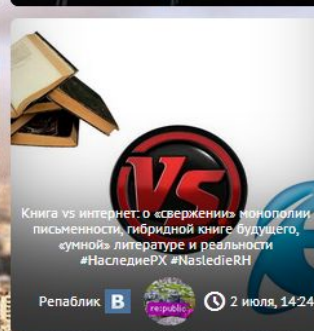 VS
Книга vs интернет: о «свержении» монополии
письменности, гибридной книге будущего,
«умной» литературе и реальности
#НаследиеРХ #NasledieRH
Репаблик B re:public 2 июля, 14:24